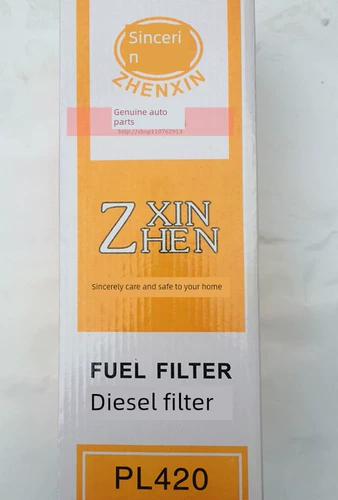 Sinceri
n
ZHENXIN
Genuine auto
parts
Z XIN
HEN
Sincerely care and safe to your home
FUEL FILTER
Diesel filter
PL420